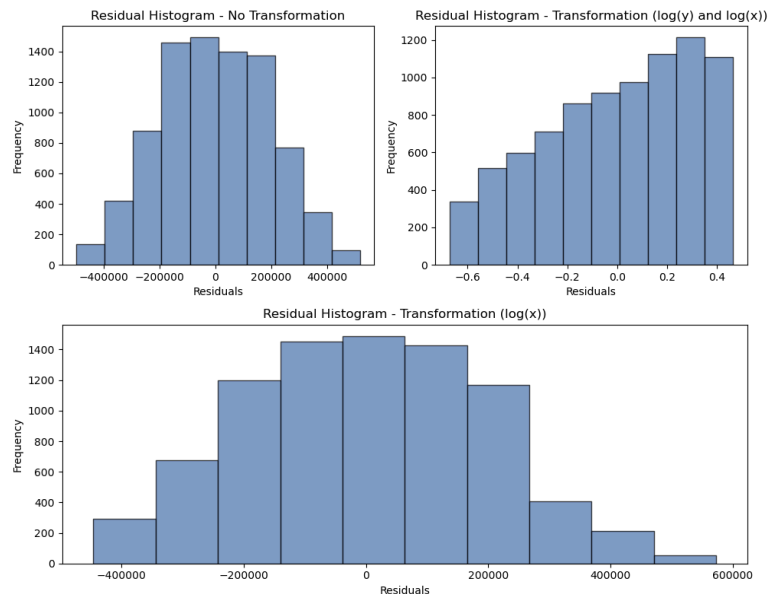 Residual Histogram - No Transformation
1400
1200
1000
800
600
400
200
0
Frequency
−400000 −200000 0 200000 400000
Residuals
Residual Histogram - Transformation (log(y) and log(x))
1200
1000
800
600
400
200
0
Frequency
−0.6 −0.4 −0.2 0.0 0.2 0.4
Residuals
Residual Histogram - Transformation (log(x))
1400
1200
1000
800
600
400
200
0
Frequency
−400000 −200000 0 200000 400000 600000
Residuals